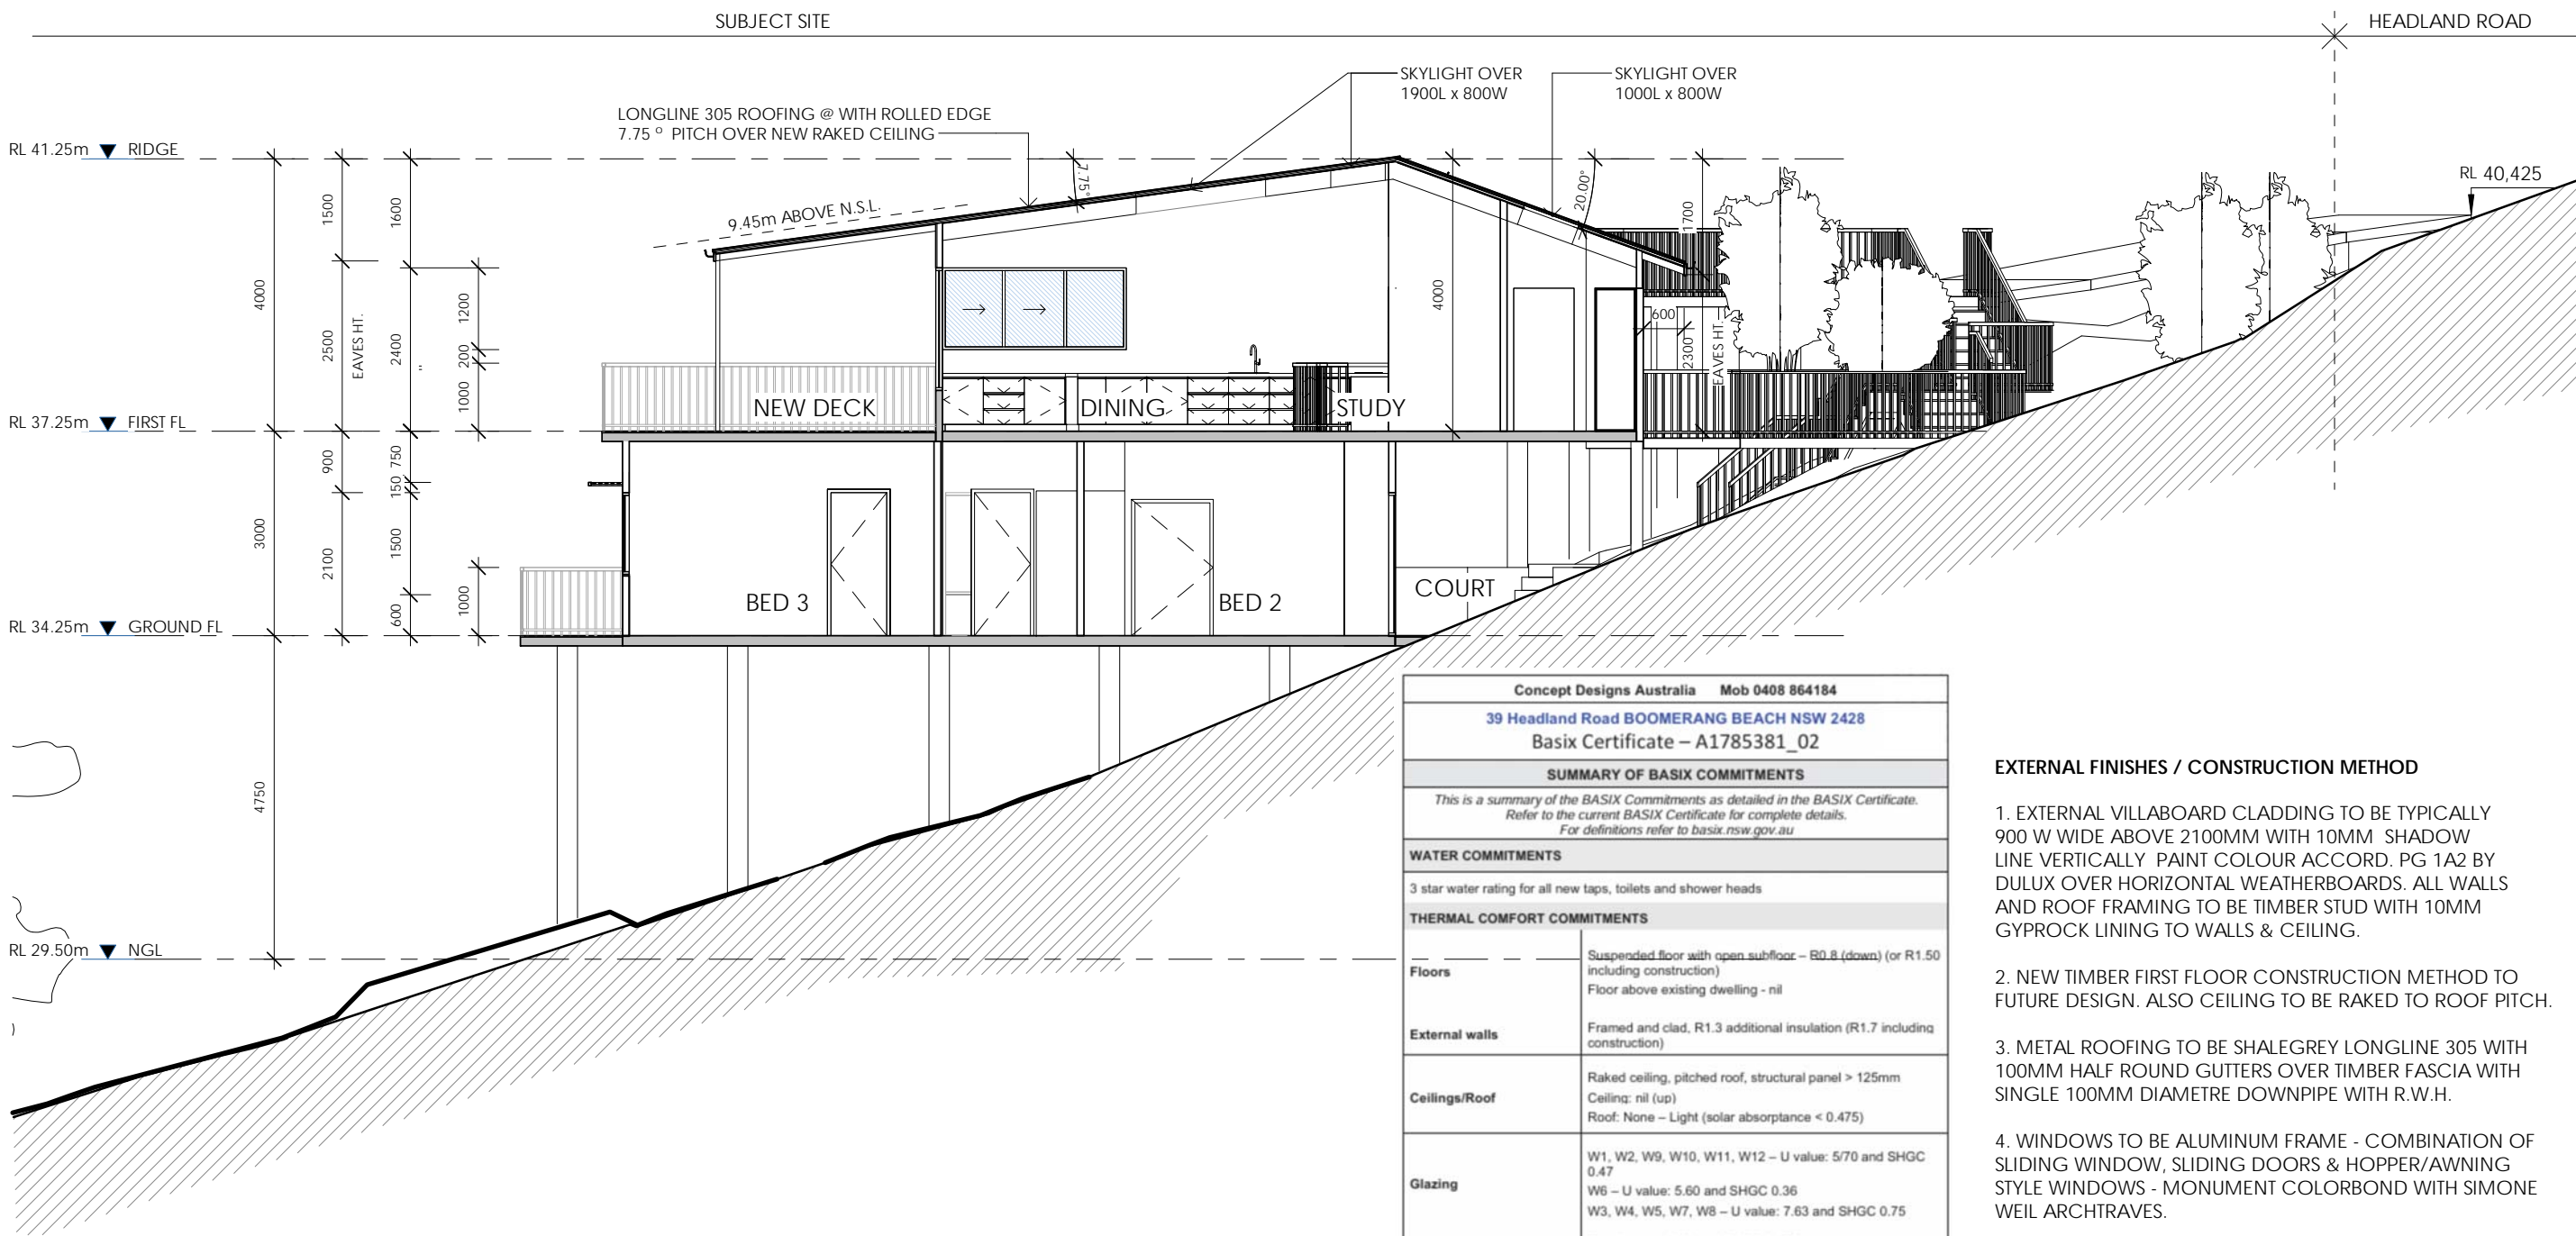 SUBJECT SITE
HEADLAND ROAD
SKYLIGHT OVER
1900L x 800W
SKYLIGHT OVER
1000L x 800W
LONGLINE 305 ROOFING @ WITH ROLLED EDGE
7.75 ° PITCH OVER NEW RAKED CEILING
RL 41.25m RIDGE
RL 40,425
7.75°
20.00°
9.45m ABOVE N.S.L.
1500
1600
1700
4000
2500
EAVES HT.
2400
"
1200
200
1000
4000
600
2300
EAVES HT.
NEW DECK
DINING
STUDY
RL 37.25m FIRST FL
900
750
150
3000
2100
1500
600
1000
BED 3
BED 2
COURT
RL 34.25m GROUND FL
4750
RL 29.50m NGL
Concept Designs Australia Mob 0408 864184
39 Headland Road BOOMERANG BEACH NSW 2428
Basix Certificate – A1785381_02
SUMMARY OF BASIX COMMITMENTS
This is a summary of the BASIX Commitments as detailed in the BASIX Certificate.
Refer to the current BASIX Certificate for complete details.
For definitions refer to basix.nsw.gov.au
WATER COMMITMENTS
3 star water rating for all new taps, toilets and shower heads
THERMAL COMFORT COMMITMENTS
Floors
Suspended floor with open subfloor – R0.8 (down) (or R1.50
including construction)
Floor above existing dwelling - nil
External walls
Framed and clad, R1.3 additional insulation (R1.7 including
construction)
Ceilings/Roof
Raked ceiling, pitched roof, structural panel > 125mm
Ceiling: nil (up)
Roof: None – Light (solar absorptance < 0.475)
Glazing
W1, W2, W9, W10, W11, W12 – U value: 5/70 and SHGC
0.47
W6 – U value: 5.60 and SHGC 0.36
W3, W4, W5, W7, W8 – U value: 7.63 and SHGC 0.75
EXTERNAL FINISHES / CONSTRUCTION METHOD
1. EXTERNAL VILLABOARD CLADDING TO BE TYPICALLY
900 W WIDE ABOVE 2100MM WITH 10MM SHADOW
LINE VERTICALLY PAINT COLOUR ACCORD. PG 1A2 BY
DULUX OVER HORIZONTAL WEATHERBOARDS. ALL WALLS
AND ROOF FRAMING TO BE TIMBER STUD WITH 10MM
GYPROCK LINING TO WALLS & CEILING.
2. NEW TIMBER FIRST FLOOR CONSTRUCTION METHOD TO
FUTURE DESIGN. ALSO CEILING TO BE RAKED TO ROOF PITCH.
3. METAL ROOFING TO BE SHALEGREY LONGLINE 305 WITH
100MM HALF ROUND GUTTERS OVER TIMBER FASCIA WITH
SINGLE 100MM DIAMETRE DOWNPIPE WITH R.W.H.
4. WINDOWS TO BE ALUMINUM FRAME - COMBINATION OF
SLIDING WINDOW, SLIDING DOORS & HOPPER/AWNING
STYLE WINDOWS - MONUMENT COLORBOND WITH SIMONE
WEIL ARCHTRAVES.